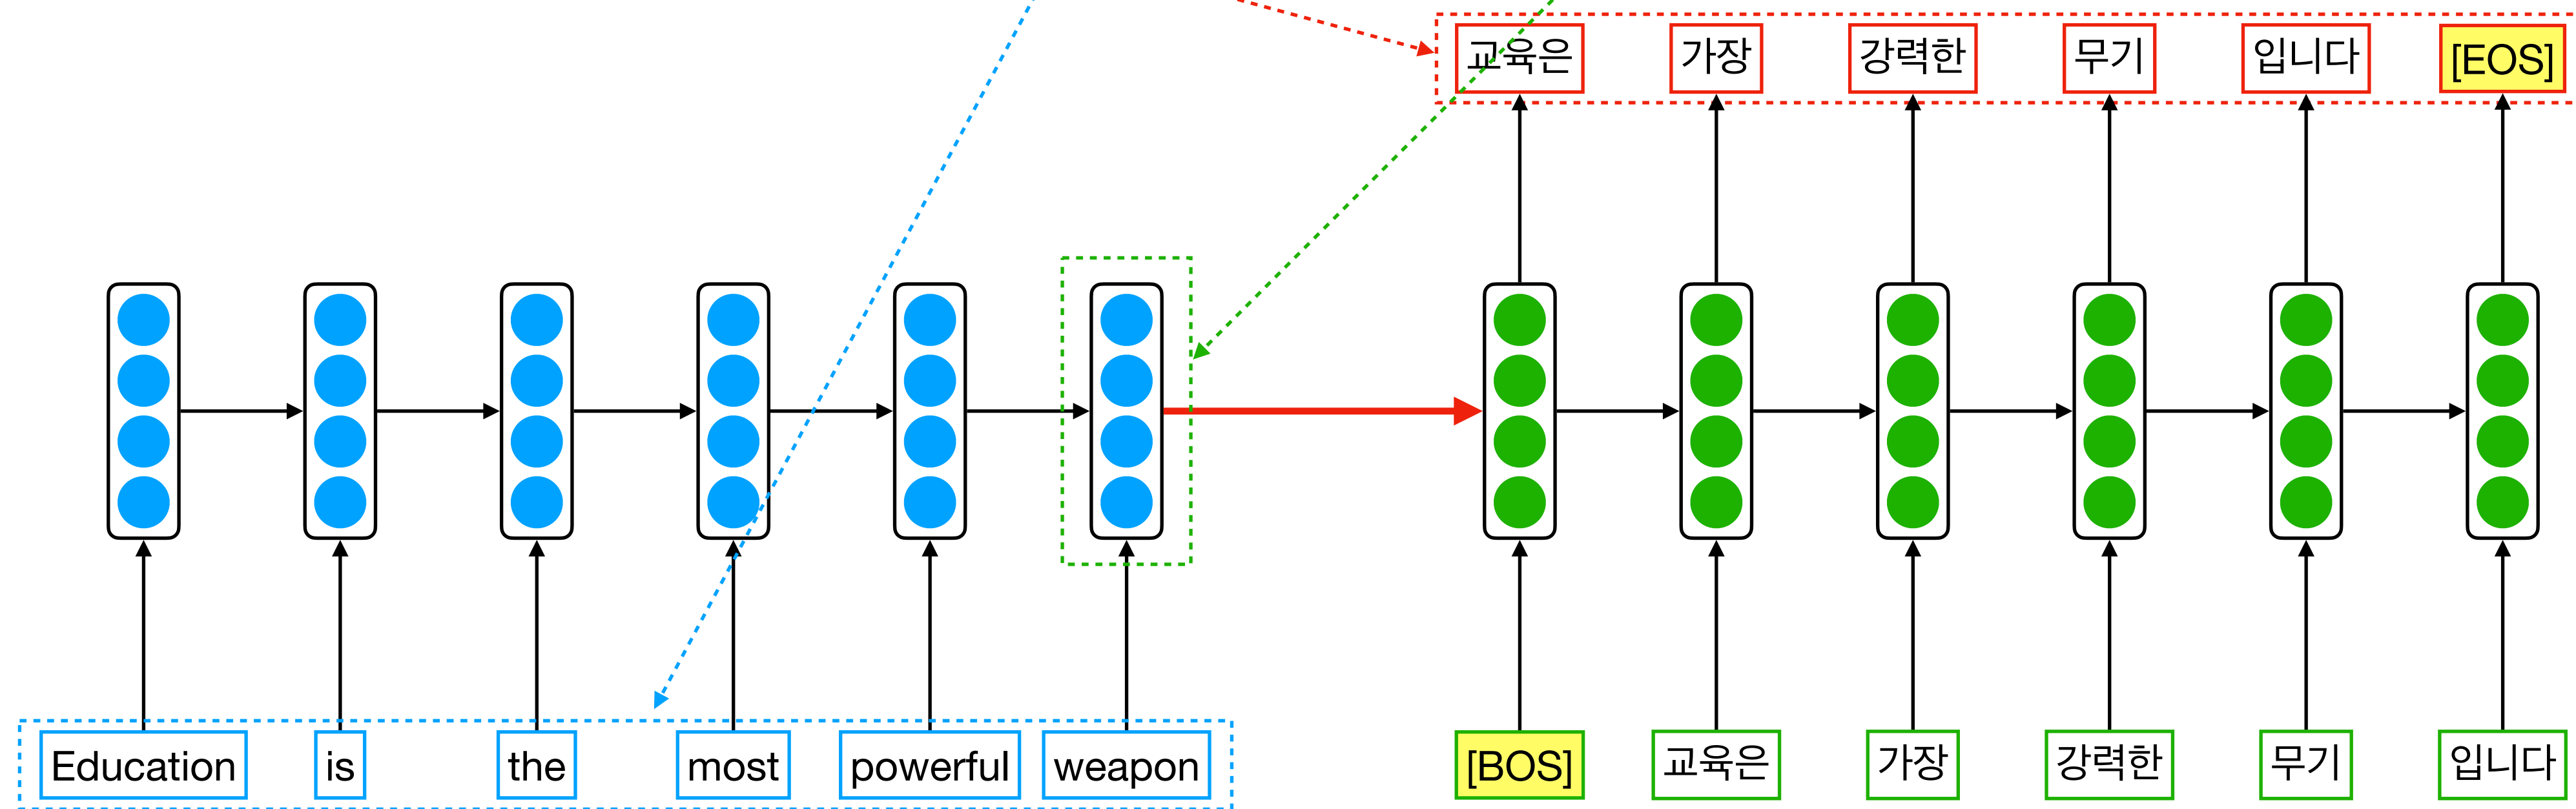 교육은 가장 강력한 무기 입니다 [EOS]
Education is the most powerful weapon [BOS] 교육은 가장 강력한 무기 입니다